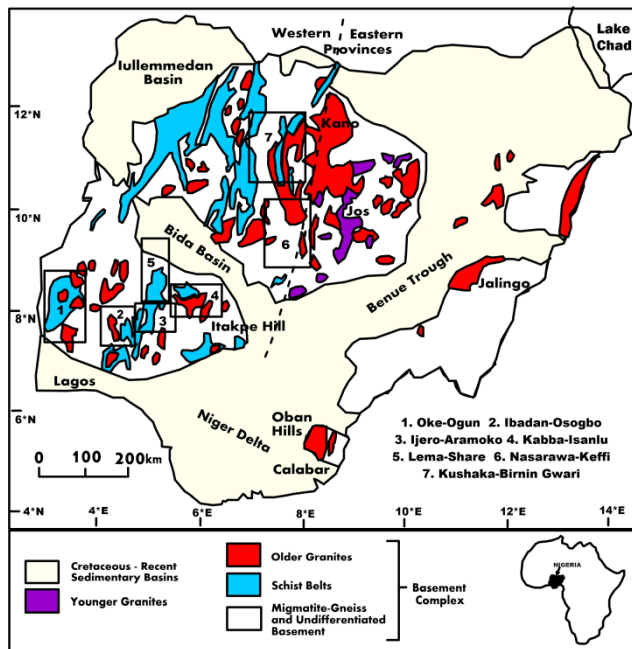 Western Eastern
Provinces
Lake
Chad
Iullemmedan
Basin
12°N
Kano
7
10°N
Jos
6
Bida Basin
5
Benue Trough
1
4
Jalingo
8°N
2
3
Itakpe Hill
Lagos
6°N
Niger Delta
Oban
Hills
Calabar
1. Oke-Ogun 2. Ibadan-Osogbo
3. Ijero-Aramoko 4. Kabba-Isanlu
5. Lema-Share 6. Nasarawa-Keffi
7. Kushaka-Birnin Gwari
0 100 200km
4°N 4°E 6°E 8°E 10°E 12°E 14°E
Cretaceous - Recent
Sedimentary Basins
Younger Granites
Older Granites
Schist Belts
Migmatite-Gneiss
and Undifferentiated
Basement
Basement
Complex
NIGERIA